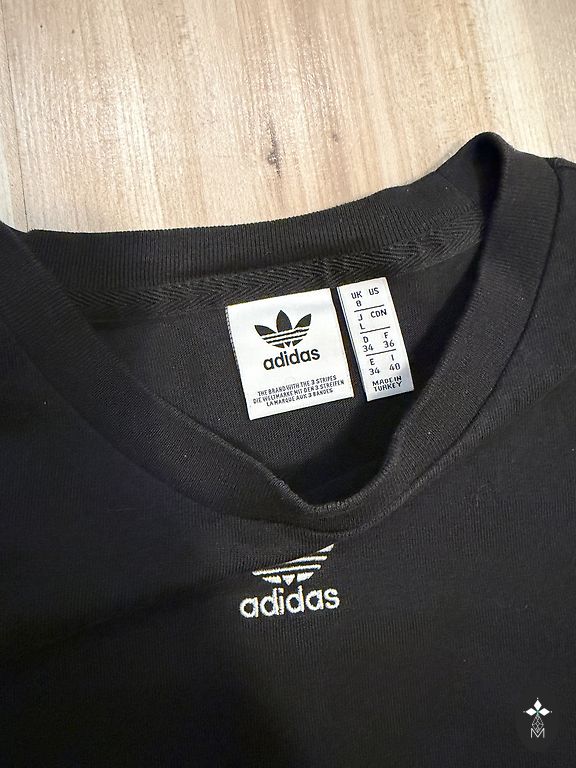 adidas
THE BRAND WITH THE 3 STRIPES
DIE WELTMARKE MIT DEN 3 STREIFEN
LA MARQUE AUX 3 BANDES
UK US
8
J CDN
L
D F
34 36
E I
34 40
MADE IN
TURKEY
adidas
M